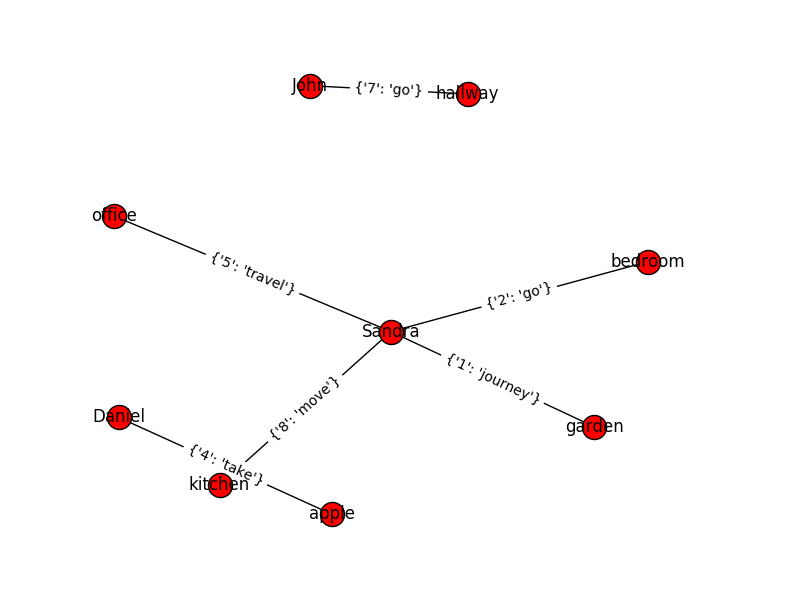 John {'7': 'go'} hallway
office
{'5': 'travel'}
bedroom
{'2': 'go'}
Sandra
{'1': 'journey'}
{'8': 'move'}
Daniel
garden
{'4': 'take'}
kitchen
apple